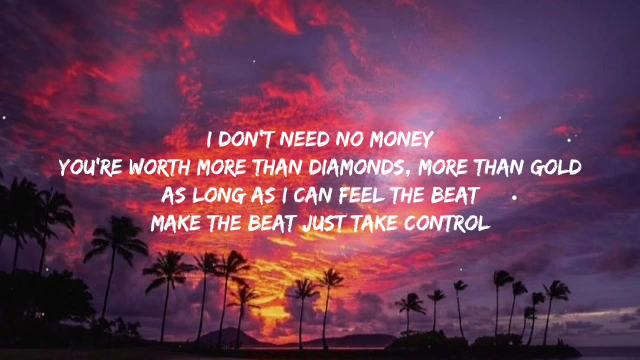 I DON'T NEED NO MONEY
YOU'RE WORTH MORE THAN DIAMONDS, MORE THAN GOLD
AS LONG AS I CAN FEEL THE BEAT
MAKE THE BEAT JUST TAKE CONTROL